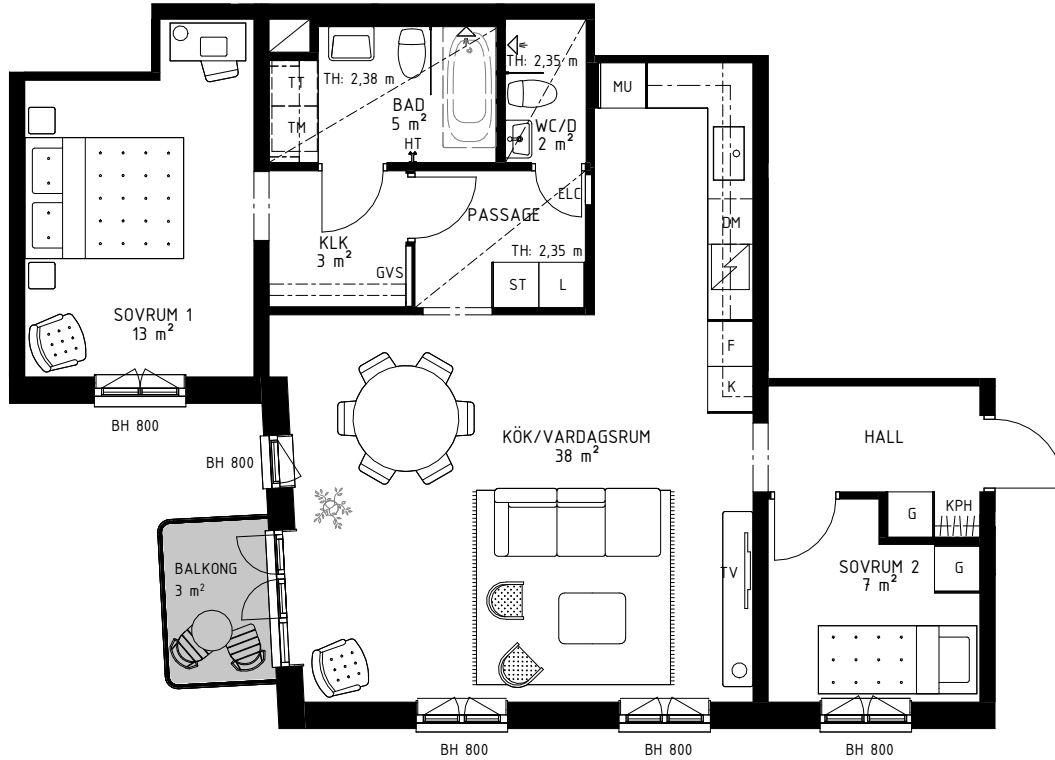 TH: 2,35 m
TH: 2,38 m
TT
MU
BAD
5 m²
TM
WC/D
2 m²
HT
ELC
PASSAGE
DM
KLK
3 m²
TH: 2,35 m
GVS
ST
L
SOVRUM 1
13 m²
F
K
BH 800
KÖK/VARDAGSRUM
38 m²
HALL
BH 800
G
KPH
BALKONG
3 m²
TV
SOVRUM 2
7 m²
G
BH 800
BH 800
BH 800